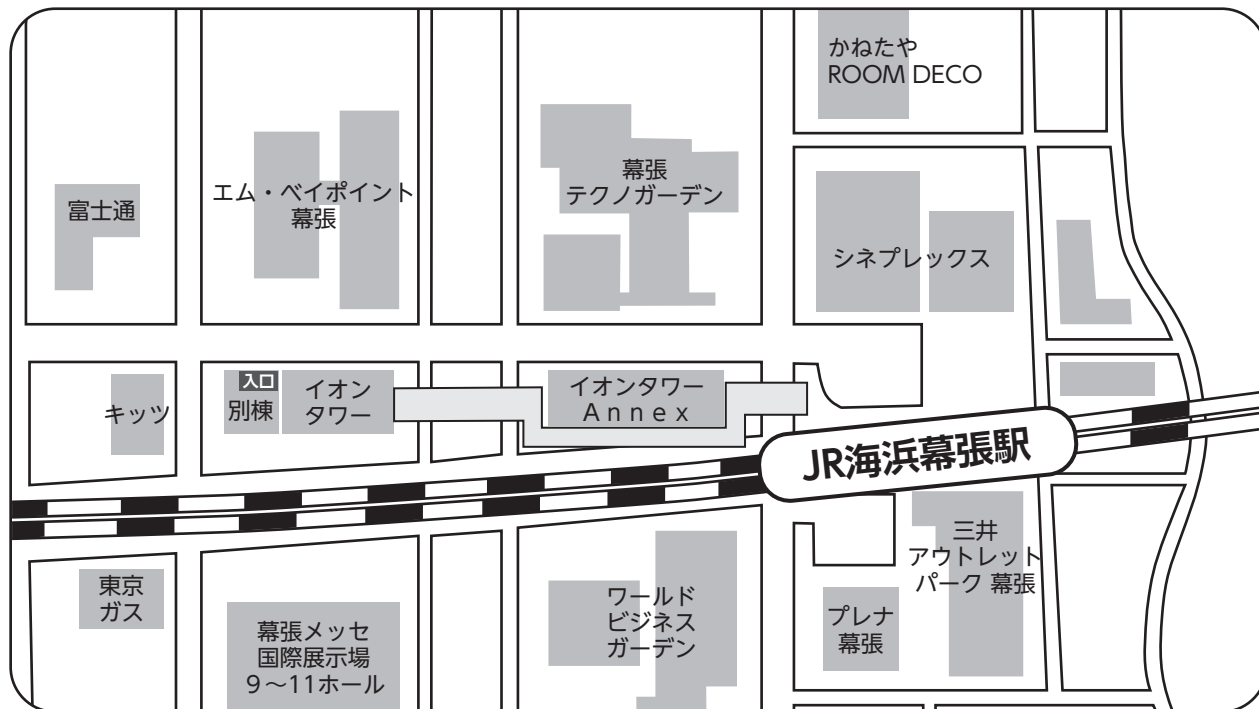 かねたや
ROOM DECO
富士通
エム・ベイポイント
幕張
幕張
テクノガーデン
シネプレックス
キッツ
入口
別棟
イオン
タワー
イオンタワー
Annex
JR海浜幕張駅
東京
ガス
幕張メッセ
国際展示場
9～11ホール
ワールド
ビジネス
ガーデン
プレナ
幕張
三井
アウトレット
パーク 幕張